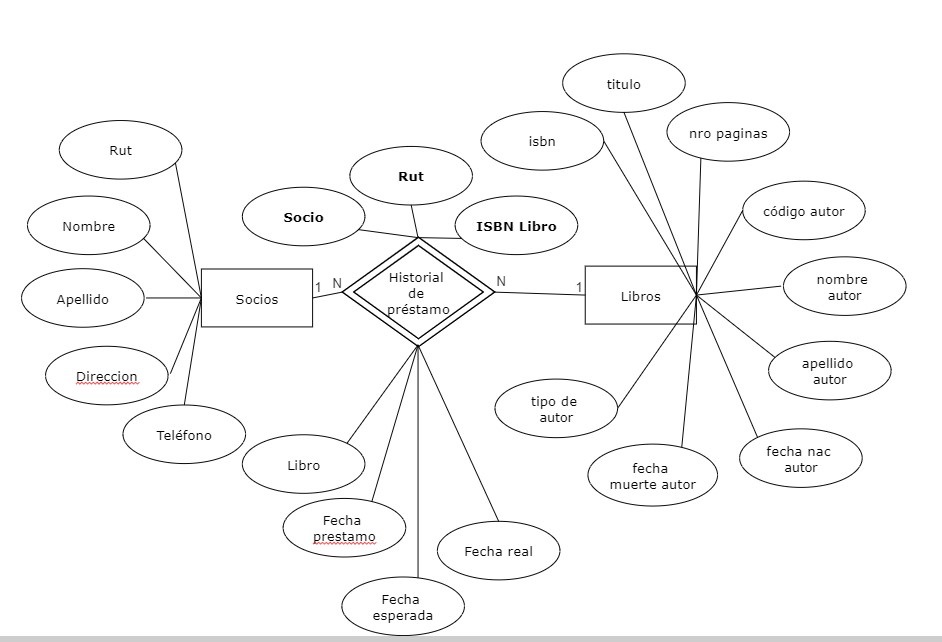 titulo
nro paginas
isbn
Rut
Rut
código autor
Socio
ISBN Libro
Nombre
Historial
de
préstamo
nombre
autor
N
N
1
1
Apellido
Socios
Libros
apellido
autor
Direccion
tipo de
autor
Teléfono
fecha nac
autor
Libro
fecha
muerte autor
Fecha
prestamo
Fecha real
Fecha
esperada